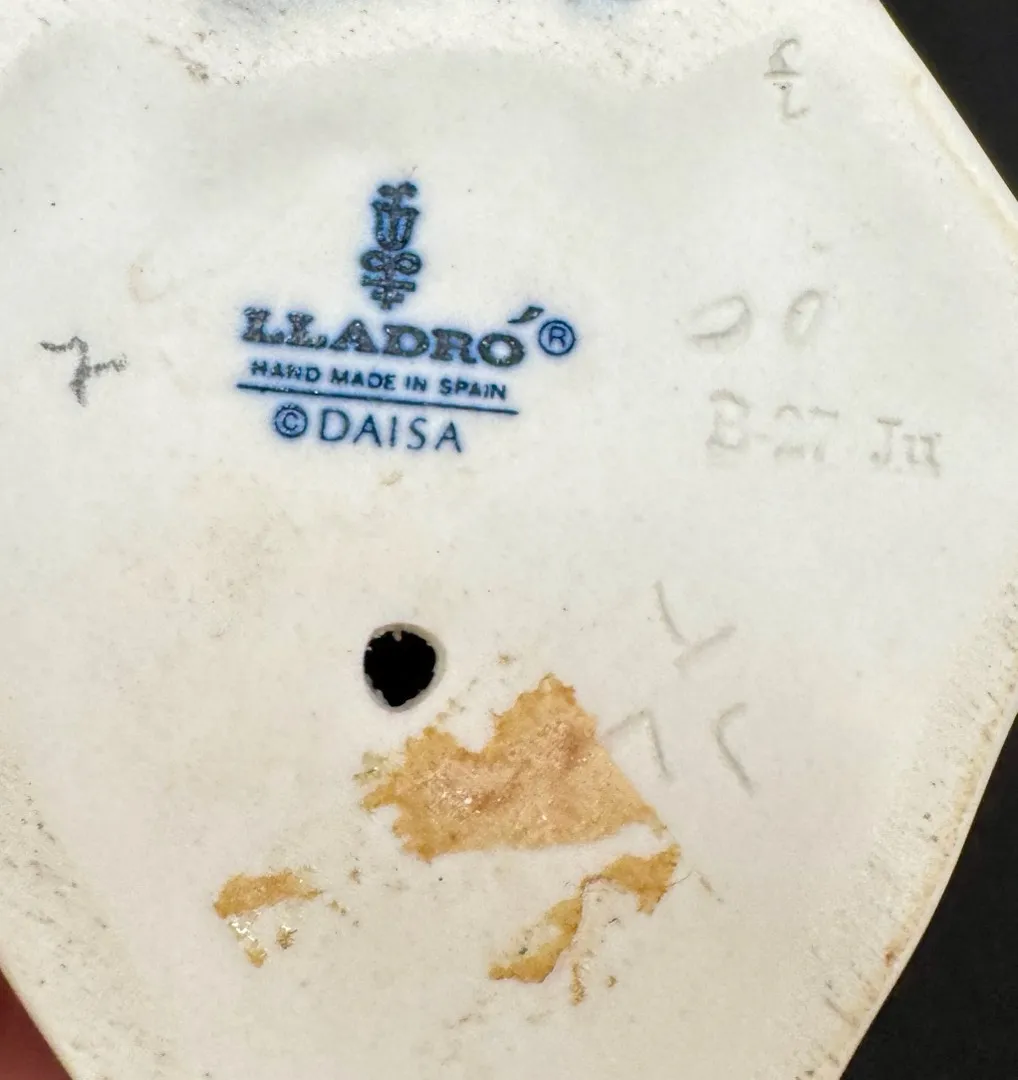 LLADRÓ®
HAND MADE IN SPAIN
©DAISA
B-27 JU